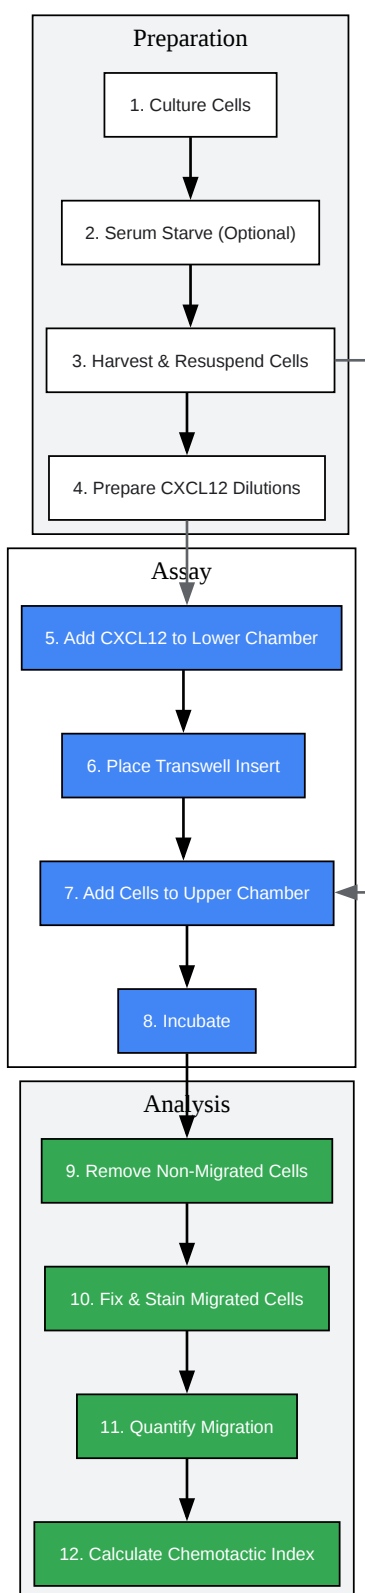 Preparation
1. Culture Cells
2. Serum Starve (Optional)
3. Harvest & Resuspend Cells
4. Prepare CXCL12 Dilutions
Assay
5. Add CXCL12 to Lower Chamber
6. Place Transwell Insert
7. Add Cells to Upper Chamber
8. Incubate
Analysis
9. Remove Non-Migrated Cells
10. Fix & Stain Migrated Cells
11. Quantify Migration
12. Calculate Chemotactic Index